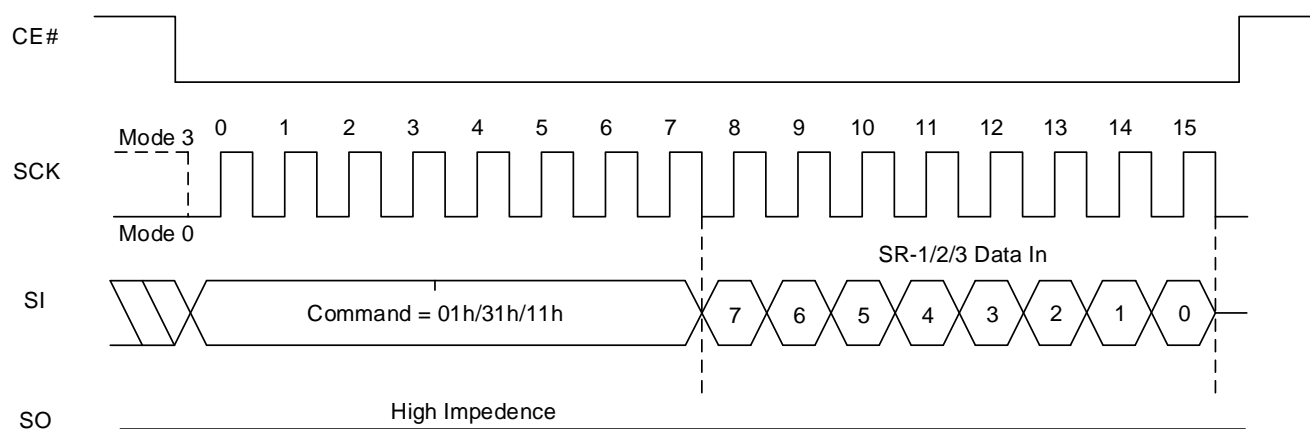 CE#
0 1 2 3 4 5 6 7 8 9 10 11 12 13 14 15
Mode 3
SCK
Mode 0
SR-1/2/3 Data In
SI
Command = 01h/31h/11h
7 6 5 4 3 2 1 0
High Impedence
SO